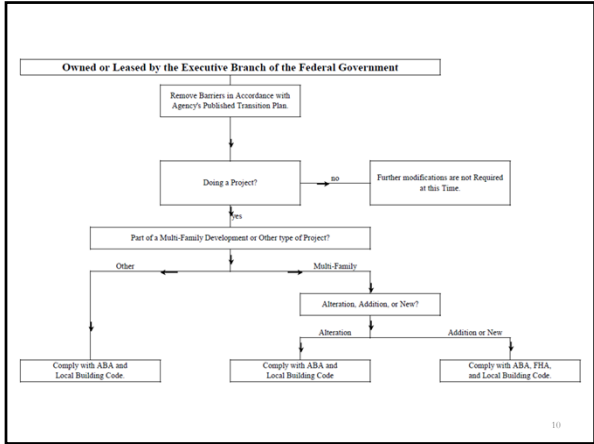 Owned or Leased by the Executive Branch of the Federal Government
Remove Barriers in Accordance with
Agency's Published Transition Plan.
Doing a Project?
no
Further modifications are not Required
at this Time.
yes
Part of a Multi-Family Development or Other type of Project?
Other
Multi-Family
Alteration, Addition, or New?
Alteration
Addition or New
Comply with ABA and
Local Building Code.
Comply with ABA and
Local Building Code
Comply with ABA, FHA,
and Local Building Code.
10